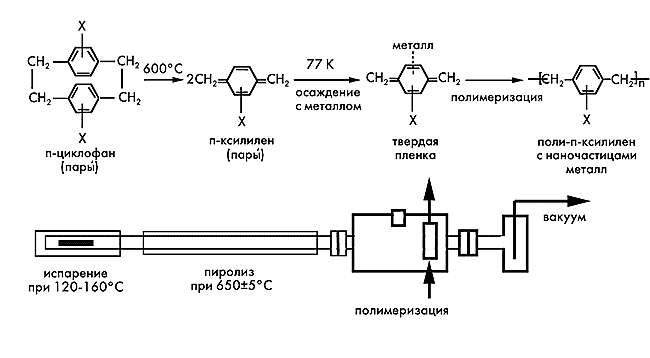 X
металл
CH₂
CH₂
600°C
2CH₂
CH₂
77 K
CH₂
CH₂
CH₂
CH₂]n
CH₂
CH₂
осаждение
с металлом
полимеризация
X
X
X
X
п-циклофан
(пары́)
п-ксилилен
(пары́)
твердая
пленка
поли-п-ксилилен
с наночастицами
металл
вакуум
испарение
при 120-160°C
пиролиз
при 650±5°C
полимеризация